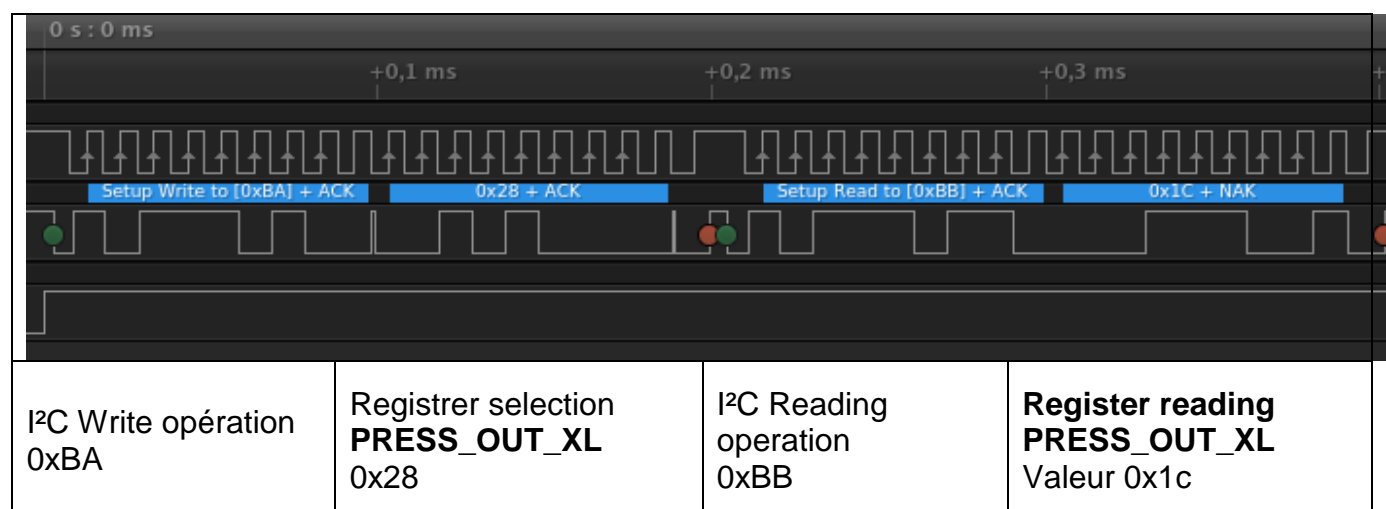 0 s : 0 ms
+0,1 ms +0,2 ms +0,3 ms +
Setup Write to [0xBA] + ACK 0x28 + ACK Setup Read to [0xBB] + ACK 0x1C + NAK
I²C Write opération
0xBA
Registrer selection
PRESS_OUT_XL
0x28
I²C Reading
operation
0xBB
Register reading
PRESS_OUT_XL
Valeur 0x1c